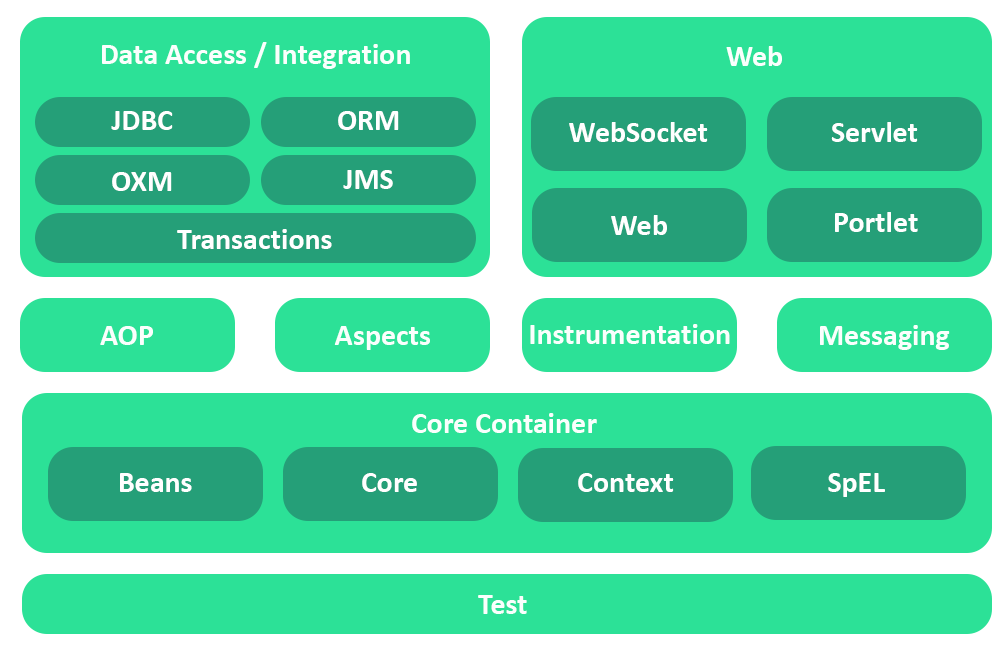 Data Access / Integration
JDBC
ORM
OXM
JMS
Transactions
Web
WebSocket
Servlet
Web
Portlet
AOP
Aspects
Instrumentation
Messaging
Core Container
Beans
Core
Context
SpEL
Test